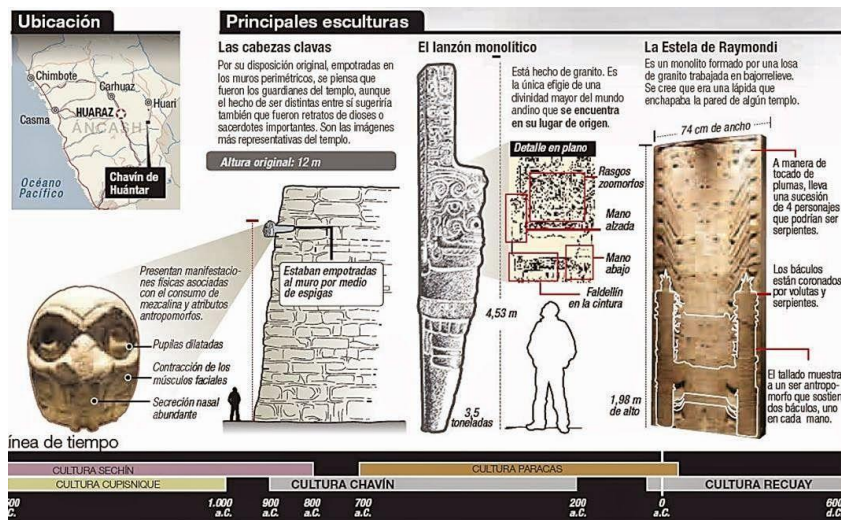 Ubicación
Chimbote
Carhuaz
Huari
Casma
HUARAZ
ANCASH
Océano
Pacífico
Chavín de
Huántar
Principales esculturas
Las cabezas clavas
Por su disposición original, empotradas en
los muros perimétricos, se piensa que
fueron los guardianes del templo, aunque
el hecho de ser distintas entre sí sugeriría
también que fueron retratos de dioses o
sacerdotes importantes. Son las imágenes
más representativas del templo.
Altura original: 12 m
Estaban empotradas
al muro por medio
de espigas
Presentan manifestacio-
nes físicas asociadas
con el consumo de
mezcalina y atributos
antropomorfos.
Pupilas dilatadas
Contracción de los
músculos faciales
Secreción nasal
abundante
El lanzón monolítico
Está hecho de granito. Es
la única efigie de una
divinidad mayor del mundo
andino que se encuentra
en su lugar de origen.
Detalle en plano
Rasgos
zoomorfos
Mano
alzada
Mano
abajo
Faldellín
en la cintura
4,53 m
3,5
toneladas
La Estela de Raymondi
Es un monolito formado por una losa
de granito trabajada en bajorrelieve.
Se cree que era una lápida que
enchapaba la pared de algún templo.
74 cm de ancho
A manera de
tocado de
plumas, lleva
una sucesión
de 4 personajes
que podrían ser
serpientes.
Los báculos
están coronados
por volutas y
serpientes.
El tallado muestra
a un ser antropo-
morfo que sostien
dos báculos, uno
en cada mano.
1,98 m
de alto
ínea de tiempo
CULTURA SECHÍN
CULTURA PARACAS
CULTURA CUPISNIQUE
CULTURA CHAVÍN
CULTURA RECUAY
500 1.000 900 800 700 200 0 600
a.C. a.C. a.C. a.C. a.C. a.C. a.C. d.C.